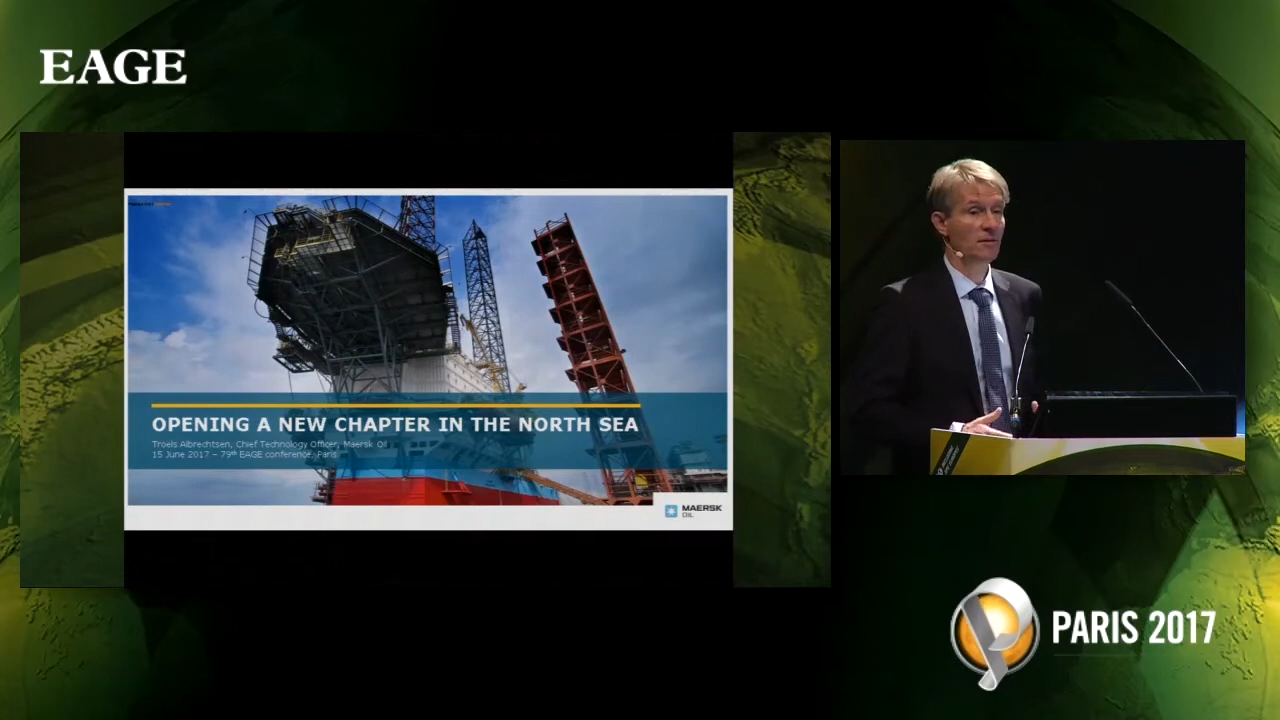 EAGE
OPENING A NEW CHAPTER IN THE NORTH SEA
Troels Albrechtsen, Chief Technology Officer, Maersk Oil
15 June 2017 – 79th EAGE conference, Paris
MAERSK
OIL
PARIS 2017